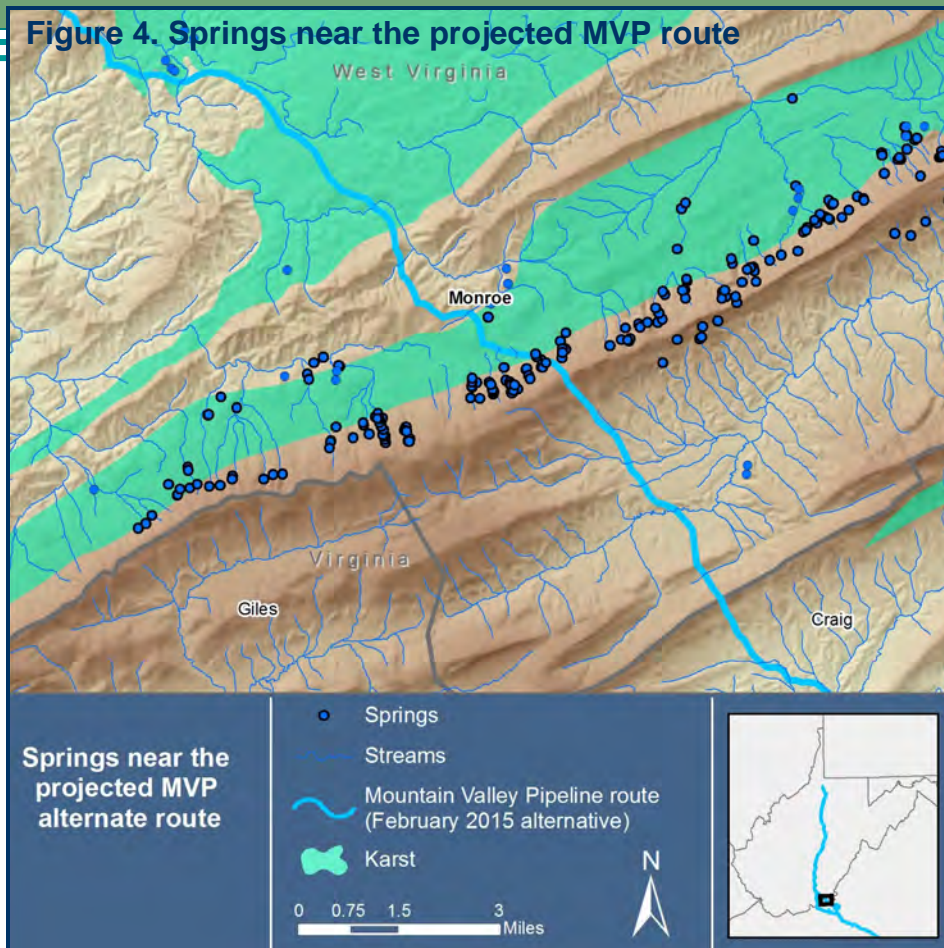 Figure 4. Springs near the projected MVP route
West Virginia
Monroe
Virginia
Giles
Craig
Springs near the
projected MVP
alternate route
Springs
Streams
Mountain Valley Pipeline route
(February 2015 alternative)
Karst
0 0.75 1.5 3
Miles
N